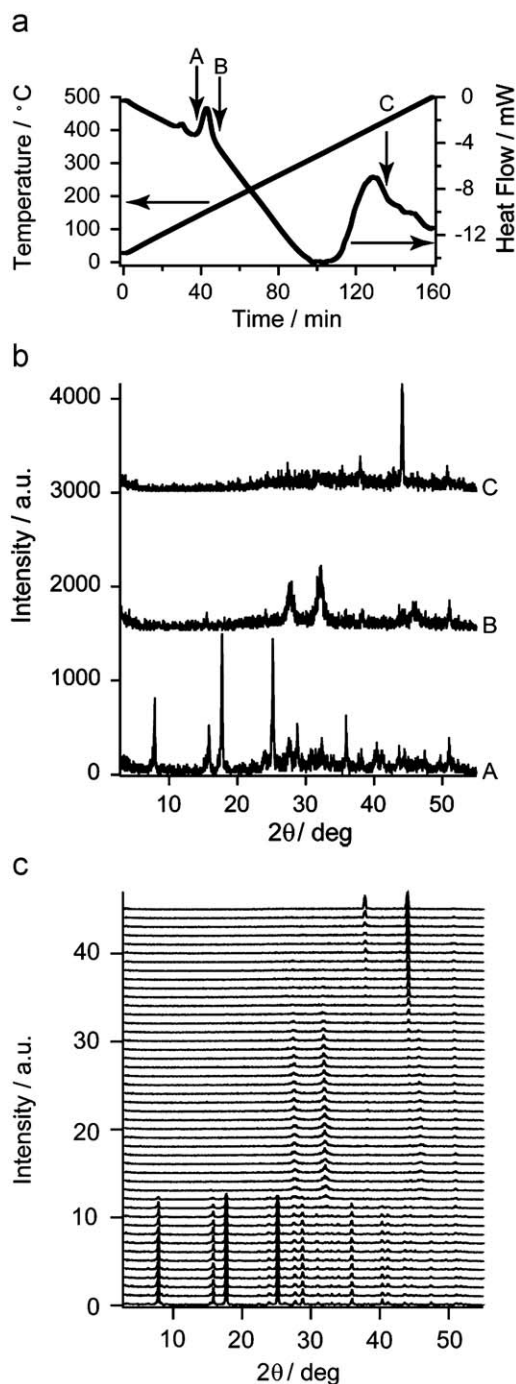 a
A
B
C
500
400
300
200
100
0
Temperature / °C
0
-4
-8
-12
Heat Flow / mW
0
40
80
120
160
Time / min
b
4000
3000
2000
1000
0
Intensity / a.u.
C
B
A
10
20
30
40
50
2θ/ deg
c
40
30
20
10
0
Intensity / a.u.
10
20
30
40
50
2θ/ deg